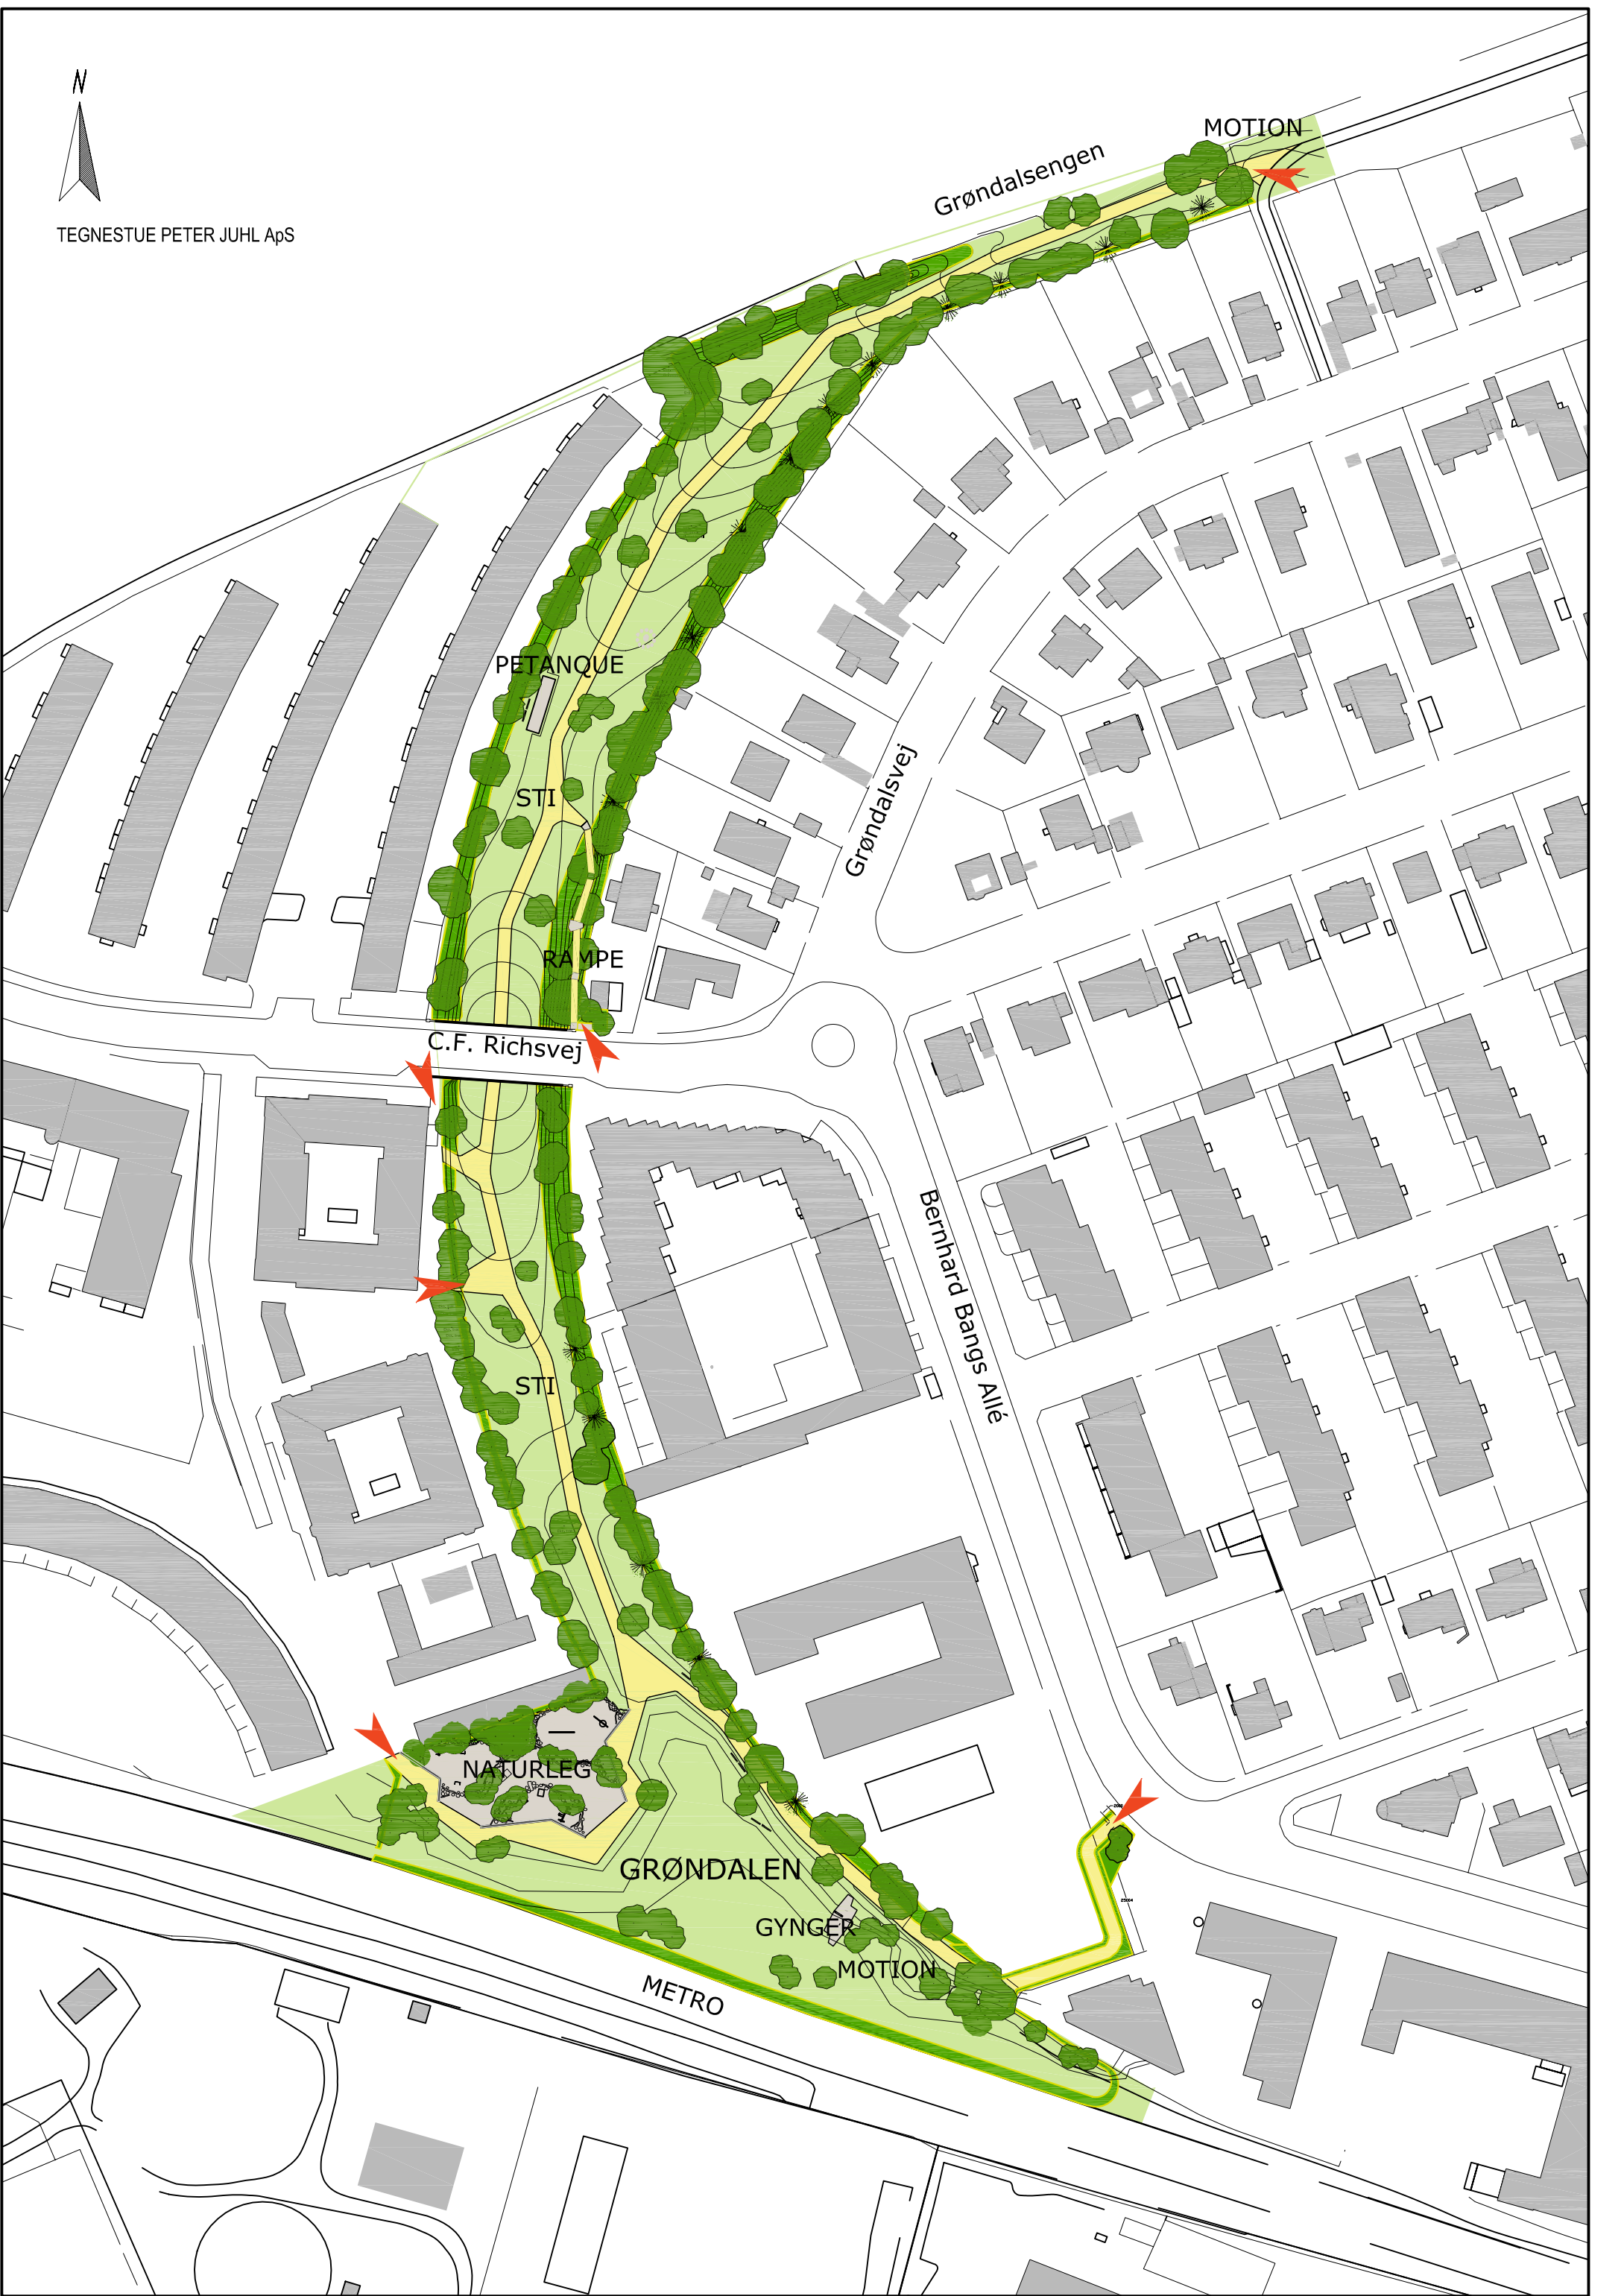 N
TEGNESTUE PETER JUHL ApS
MOTION
Grøndalsengen
PETANQUE
STI
Grøndalsvej
RAMPE
C.F. Richsvej
Bernhard Bangs Allé
STI
NATURLEG
GRØNDALEN
GYNGER
MOTION
METRO